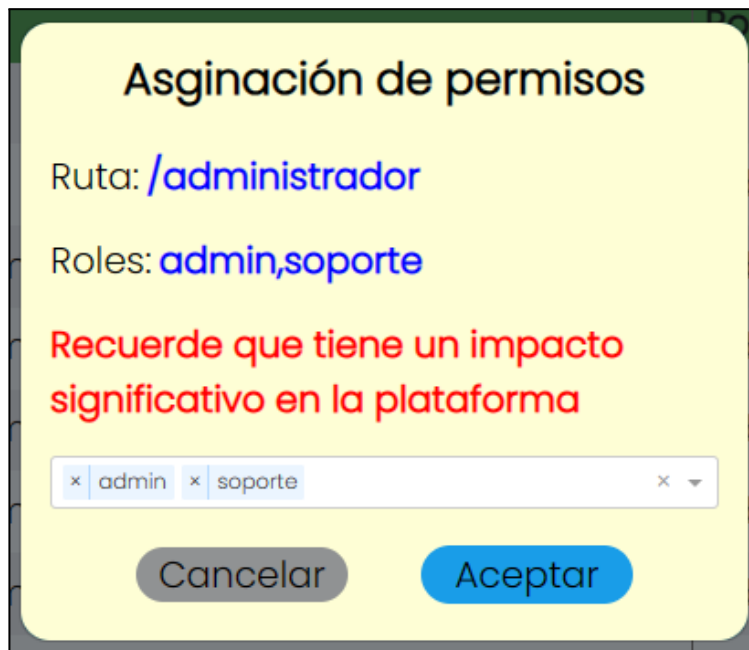 Asginación de permisos
Ruta: /administrador
Roles: admin,soporte
Recuerde que tiene un impacto
significativo en la plataforma
× admin × soporte ×
Cancelar Aceptar